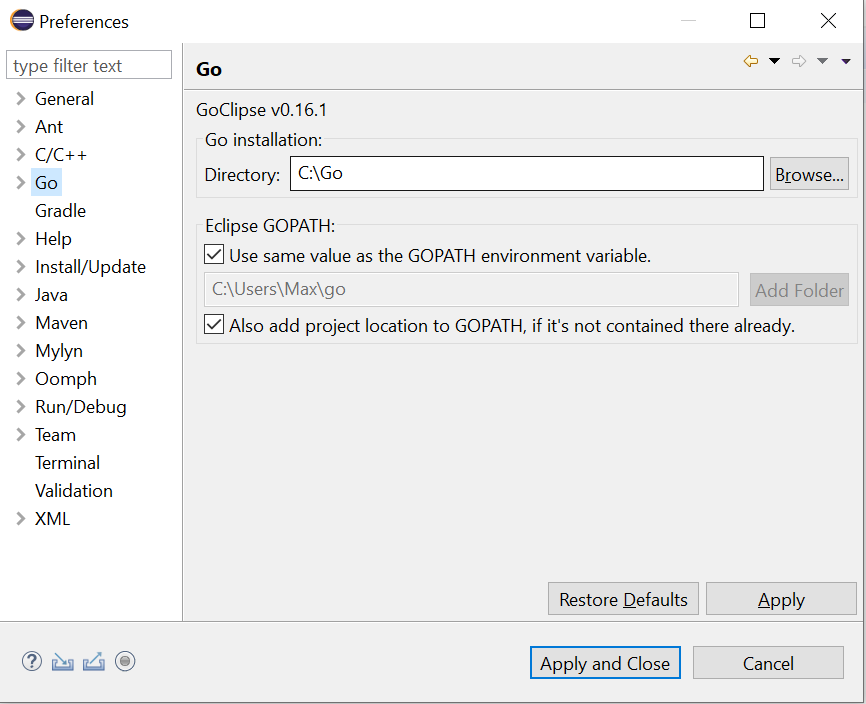 Preferences
type filter text
General
Ant
C/C++
Go
Gradle
Help
Install/Update
Java
Maven
Mylyn
Oomph
Run/Debug
Team
Terminal
Validation
XML
Go
GoClipse v0.16.1
Go installation:
Directory: C:\Go Browse...
Eclipse GOPATH:
Use same value as the GOPATH environment variable.
C:\Users\Max\go Add Folder
Also add project location to GOPATH, if it's not contained there already.
Restore Defaults Apply
? Apply and Close Cancel